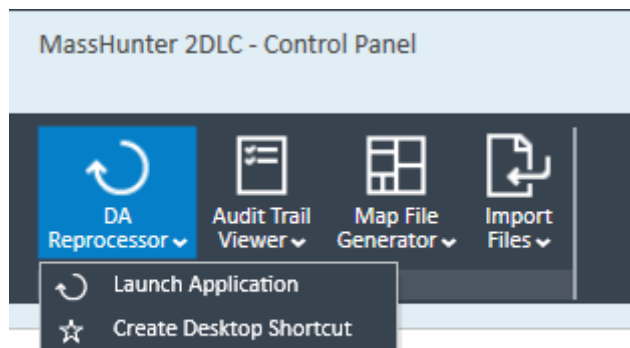 MassHunter 2DLC - Control Panel
DA
Reprocessor
Audit Trail
Viewer
Map File
Generator
Import
Files
Launch Application
Create Desktop Shortcut